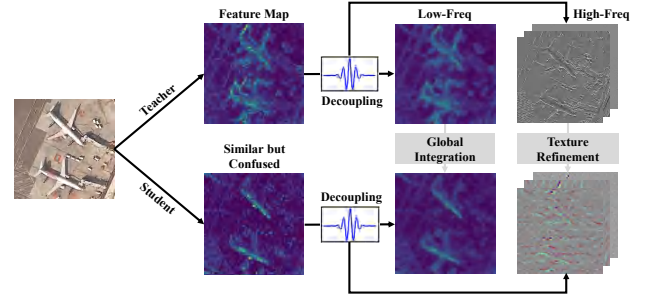 Feature Map
Low-Freq
High-Freq
Teacher
Decoupling
Similar but
Confused
Global
Integration
Texture
Refinement
Student
Decoupling